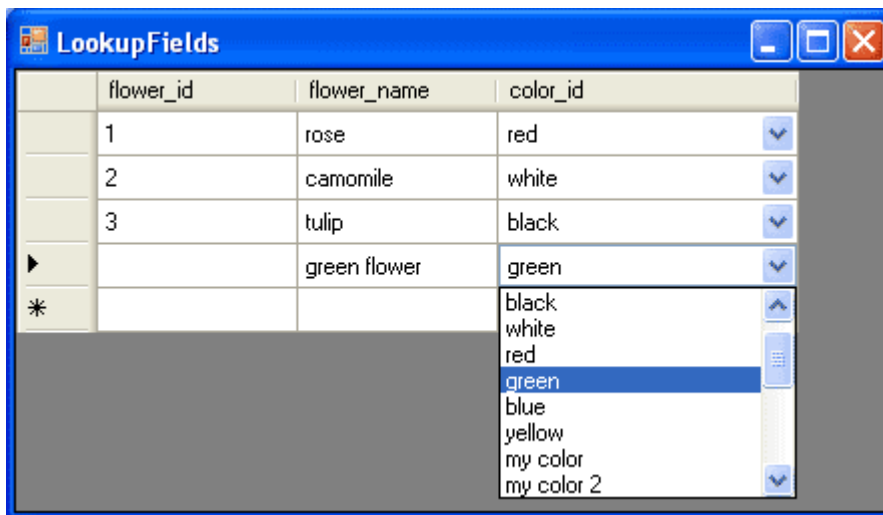 LookupFields
flower_id flower_name color_id
1 rose red
2 camomile white
3 tulip black
green flower green
black
white
red
green
blue
yellow
my color
my color 2